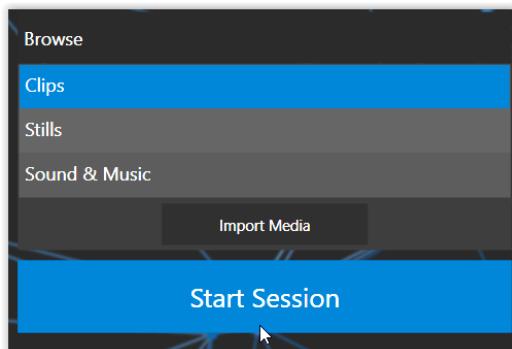 Browse
Clips
Stills
Sound & Music
Import Media
Start Session